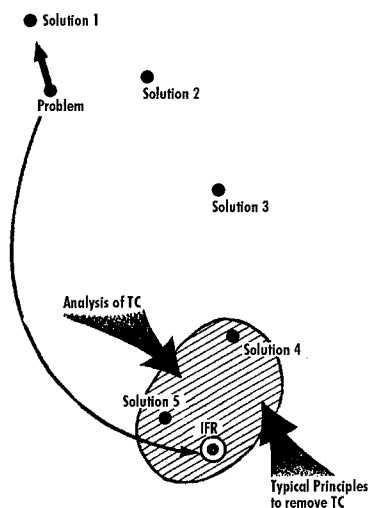 Solution 1
Problem
Solution 2
Solution 3
Analysis of TC
Solution 4
Solution 5
IFR
Typical Principles
to remove TC